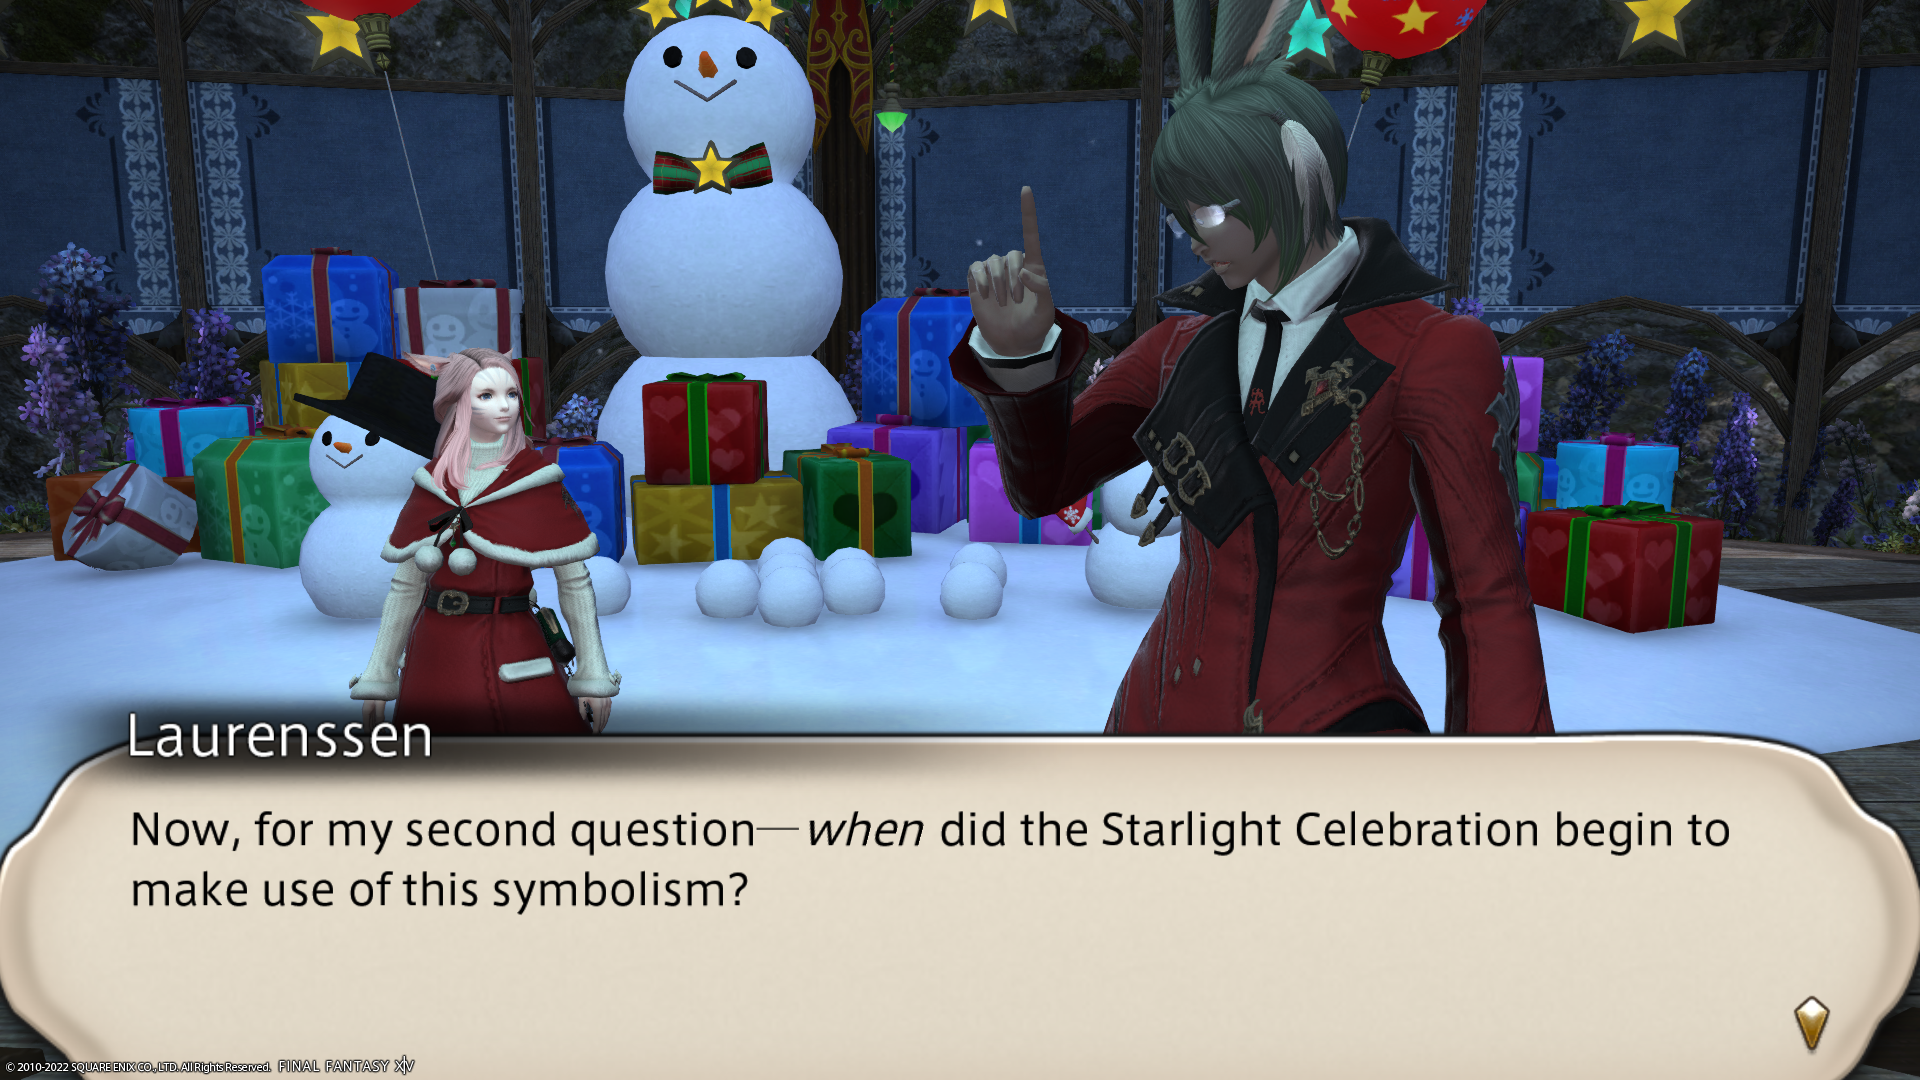 Laurenssen
Now, for my second question—when did the Starlight Celebration begin to
make use of this symbolism?
© 2010-2022 SQUARE ENIX CO., LTD. All Rights Reserved. FINAL FANTASY XIV